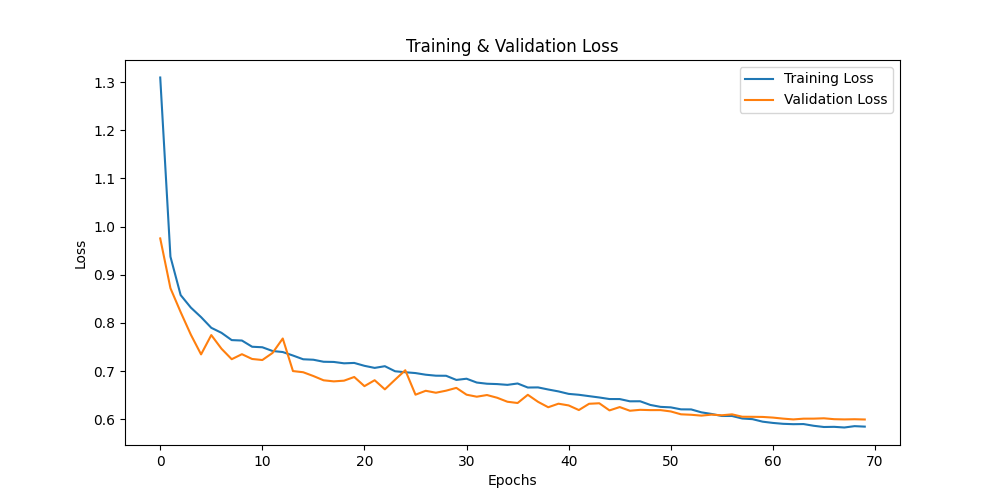 Training & Validation Loss
Training Loss
Validation Loss
1.3
1.2
1.1
1.0
0.9
0.8
0.7
0.6
Loss
0 10 20 30 40 50 60 70
Epochs